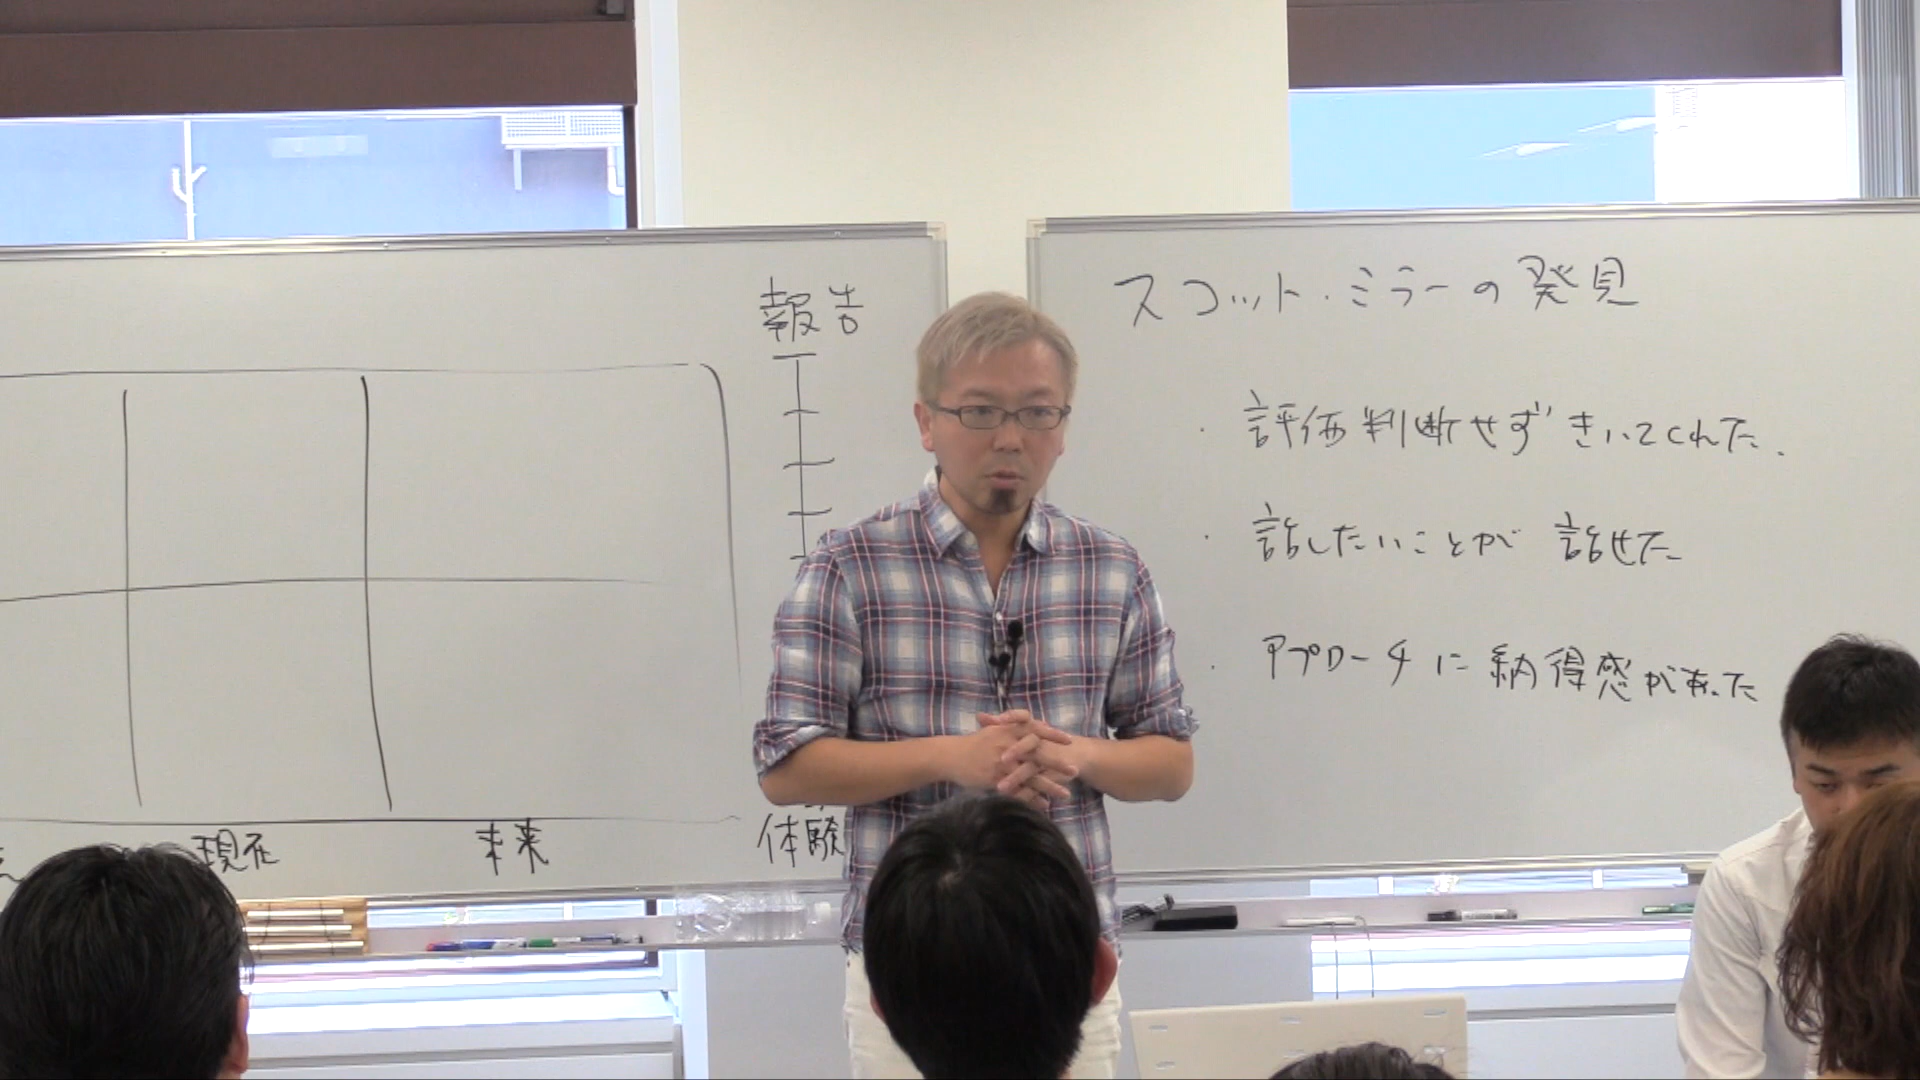 報告
現在
未来
体験
スコット・ミラーの発見
・評価判断せずきいてくれた.
・話したいことが 話せた
・アプローチに納得感があった